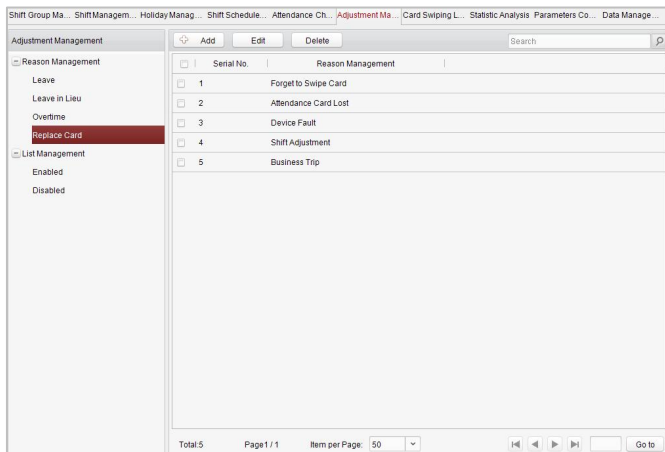 Shift Group Ma... Shift Managem... Holiday Manag... Shift Schedule... Attendance Ch... Adjustment Ma... Card Swiping L... Statistic Analysis Parameters Co... Data Manage...
Adjustment Management
Add Edit Delete Search
Reason Management
Leave
Leave in Lieu
Overtime
Replace Card
List Management
Enabled
Disabled
Serial No. Reason Management
1 Forget to Swipe Card
2 Attendance Card Lost
3 Device Fault
4 Shift Adjustment
5 Business Trip
Total:5 Page1 / 1 Item per Page: 50 Go to